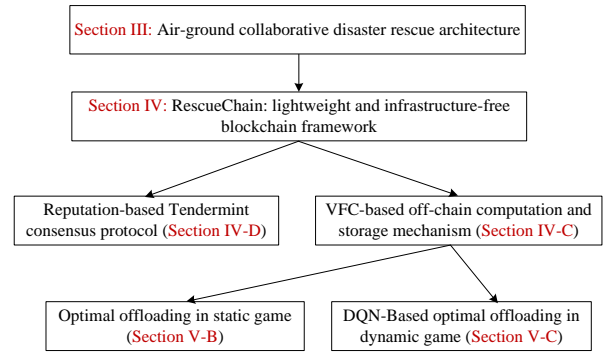 Section III: Air-ground collaborative disaster rescue architecture
Section IV: RescueChain: lightweight and infrastructure-free
blockchain framework
Reputation-based Tendermint
consensus protocol (Section IV-D)
VFC-based off-chain computation and
storage mechanism (Section IV-C)
Optimal offloading in static game
(Section V-B)
DQN-Based optimal offloading in
dynamic game (Section V-C)